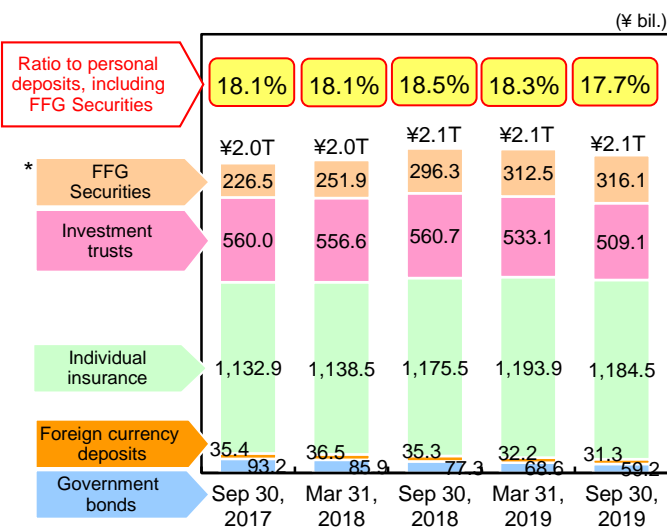 (¥ bil.)
Ratio to personal
deposits, including
FFG Securities
18.1% 18.1% 18.5% 18.3% 17.7%
¥2.0T ¥2.0T ¥2.1T ¥2.1T ¥2.1T
*
FFG
Securities
226.5 251.9 296.3 312.5 316.1
Investment
trusts
560.0 556.6 560.7 533.1 509.1
Individual
insurance
1,132.9 1,138.5 1,175.5 1,193.9 1,184.5
Foreign currency
deposits
35.4 36.5 35.3 32.2 31.3
Government
bonds
93.2 85.9 77.3 68.6 59.2
Sep 30, Mar 31, Sep 30, Mar 31, Sep 30,
2017 2018 2018 2019 2019